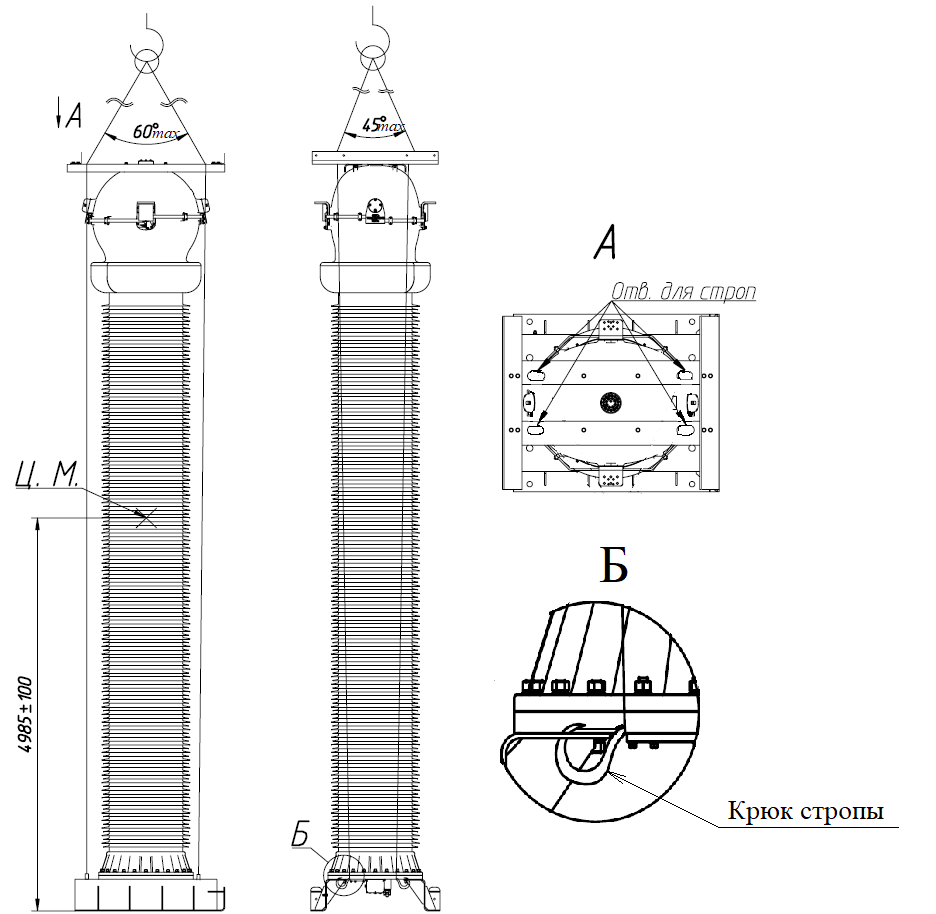 А
60°max
45°max
А
Отв. для строп
Ц. М.
Б
4985±100
Крюк стропы
Б